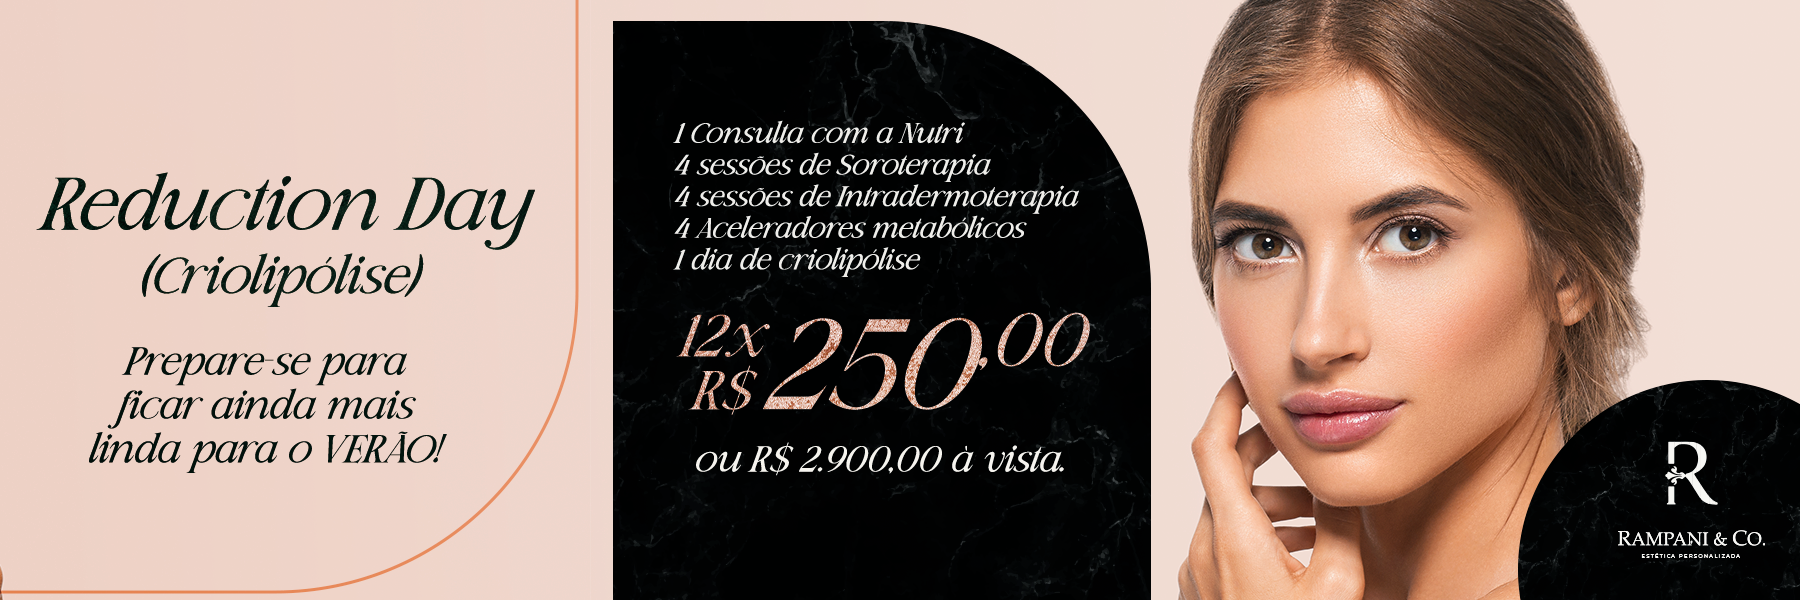 Reduction Day
(Criolipólise)
Prepare-se para
ficar ainda mais
linda para o VERÃO!
1 Consulta com a Nutri
4 sessões de Soroterapia
4 sessões de Intradermoterapia
4 Aceleradores metabólicos
1 dia de criolipólise
12x
R$ 250,00
ou R$ 2.900,00 à vista.
R
RAMPANI & CO.
ESTÉTICA PERSONALIZADA